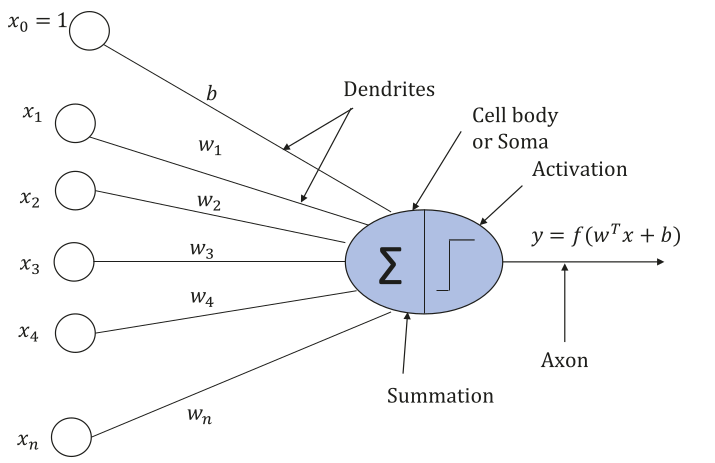 x₀ = 1
b
Dendrites
x₁
w₁
Cell body
or Soma
Activation
x₂
w₂
y = f(wᵀx + b)
x₃
w₃
Σ
x₄
w₄
Axon
Summation
xₙ
wₙ